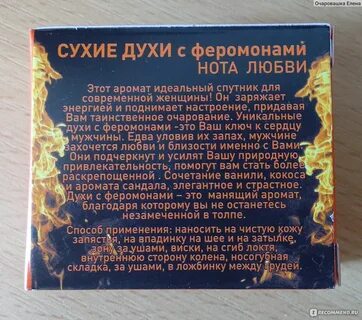 Очаровашка Елена
СУХИЕ ДУХИ с феромонами
НОТА ЛЮБВИ
Этот аромат идеальный спутник для
современной женщины! Он заряжает
энергией и поднимает настроение, придавая
Вам таинственное очарование. Уникальные
духи с феромонами -это Ваш ключ к сердцу
мужчины. Едва уловив их запах, мужчине
захочется любви и близости именно с Вами.
Они подчеркнут и усилят Вашу природную
привлекательность, помогут вам стать более
раскрепощенной . Сочетание ванили, кокоса
и аромата сандала, элегантное и страстное.
Духи с феромонами – это манящий аромат,
благодаря которому вы не останетесь
незамеченной в толпе.
Способ применения: наносить на чистую кожу
запястья, на впадинку на шее и на затылке,
зону за ушами, виски, на сгиб локтя,
внутреннюю сторону колена, носогубная
складка, за ушами, в ложбинку между грудей.
RECOMMEND.RU